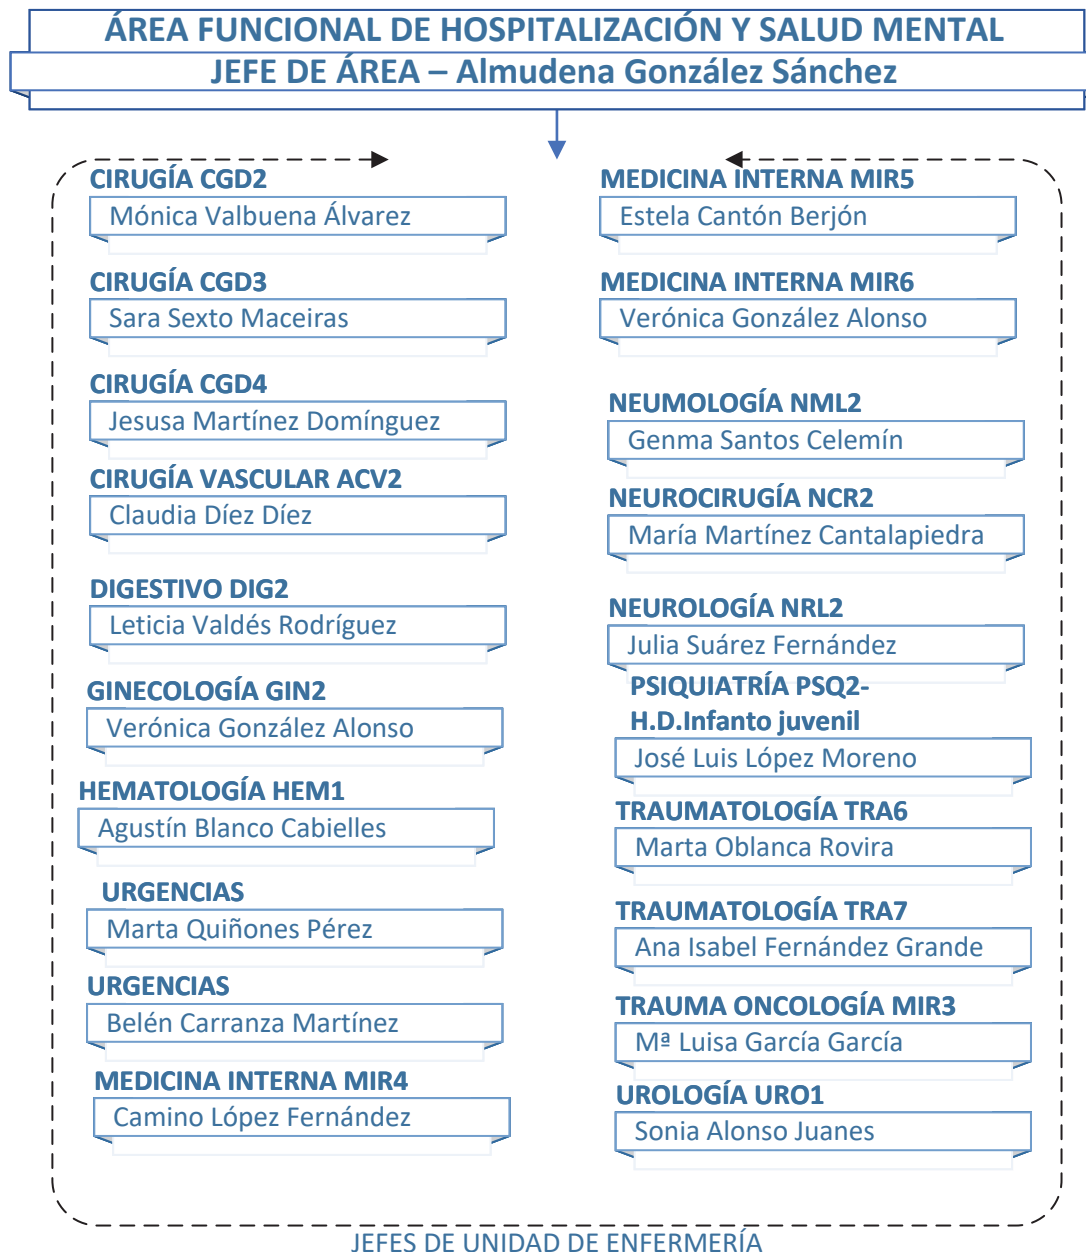 ÁREA FUNCIONAL DE HOSPITALIZACIÓN Y SALUD MENTAL
JEFE DE ÁREA – Almudena González Sánchez
CIRUGÍA CGD2
Mónica Valbuena Álvarez
CIRUGÍA CGD3
Sara Sexto Maceiras
CIRUGÍA CGD4
Jesusa Martínez Domínguez
CIRUGÍA VASCULAR ACV2
Claudia Díez Díez
DIGESTIVO DIG2
Leticia Valdés Rodríguez
GINECOLOGÍA GIN2
Verónica González Alonso
HEMATOLOGÍA HEM1
Agustín Blanco Cabielles
URGENCIAS
Marta Quiñones Pérez
URGENCIAS
Belén Carranza Martínez
MEDICINA INTERNA MIR4
Camino López Fernández
MEDICINA INTERNA MIR5
Estela Cantón Berjón
MEDICINA INTERNA MIR6
Verónica González Alonso
NEUMOLOGÍA NML2
Genma Santos Celemín
NEUROCIRUGÍA NCR2
María Martínez Cantalapiedra
NEUROLOGÍA NRL2
Julia Suárez Fernández
PSIQUIATRÍA PSQ2-
H.D.Infanto juvenil
José Luis López Moreno
TRAUMATOLOGÍA TRA6
Marta Oblanca Rovira
TRAUMATOLOGÍA TRA7
Ana Isabel Fernández Grande
TRAUMA ONCOLOGÍA MIR3
Mª Luisa García García
UROLOGÍA URO1
Sonia Alonso Juanes
JEFES DE UNIDAD DE ENFERMERÍA